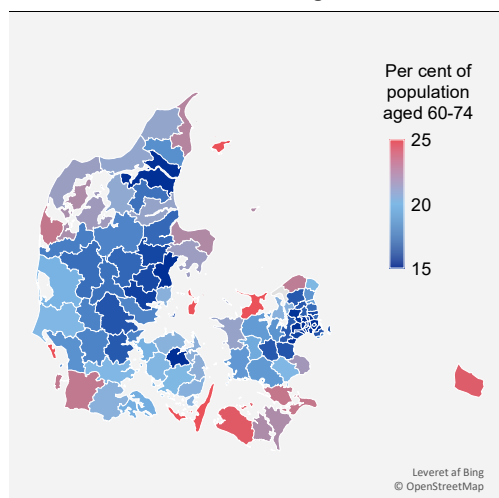 Per cent of
population
aged 60-74
25
20
15
Leveret af Bing
© OpenStreetMap